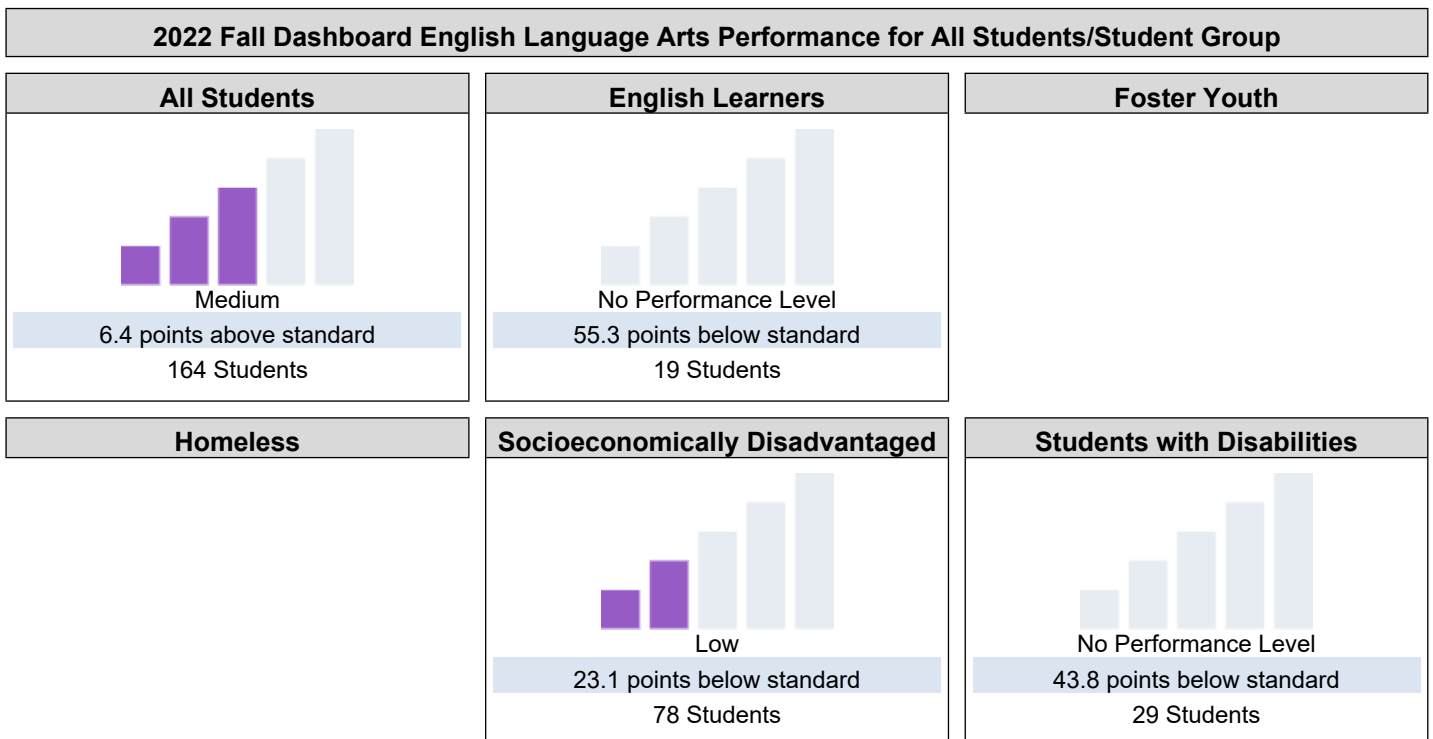 2022 Fall Dashboard English Language Arts Performance for All Students/Student Group
All Students
Medium
6.4 points above standard
164 Students
English Learners
No Performance Level
55.3 points below standard
19 Students
Foster Youth
Homeless
Socioeconomically Disadvantaged
Low
23.1 points below standard
78 Students
Students with Disabilities
No Performance Level
43.8 points below standard
29 Students